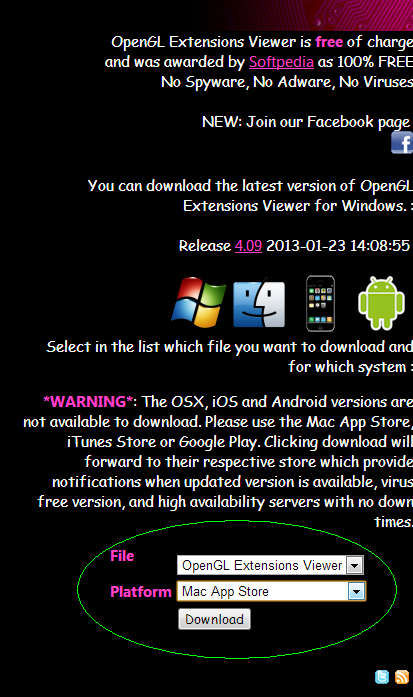 OpenGL Extensions Viewer is free of charge
and was awarded by Softpedia as 100% FREE
No Spyware, No Adware, No Viruses
NEW: Join our Facebook page
You can download the latest version of OpenGL
Extensions Viewer for Windows. :
Release 4.09 2013-01-23 14:08:55
Select in the list which file you want to download and
for which system :
*WARNING*: The OSX, iOS and Android versions are
not available to download. Please use the Mac App Store,
iTunes Store or Google Play. Clicking download will
forward to their respective store which provide
notifications when updated version is available, virus
free version, and high availability servers with no down
times.
File OpenGL Extensions Viewer
Platform Mac App Store
Download